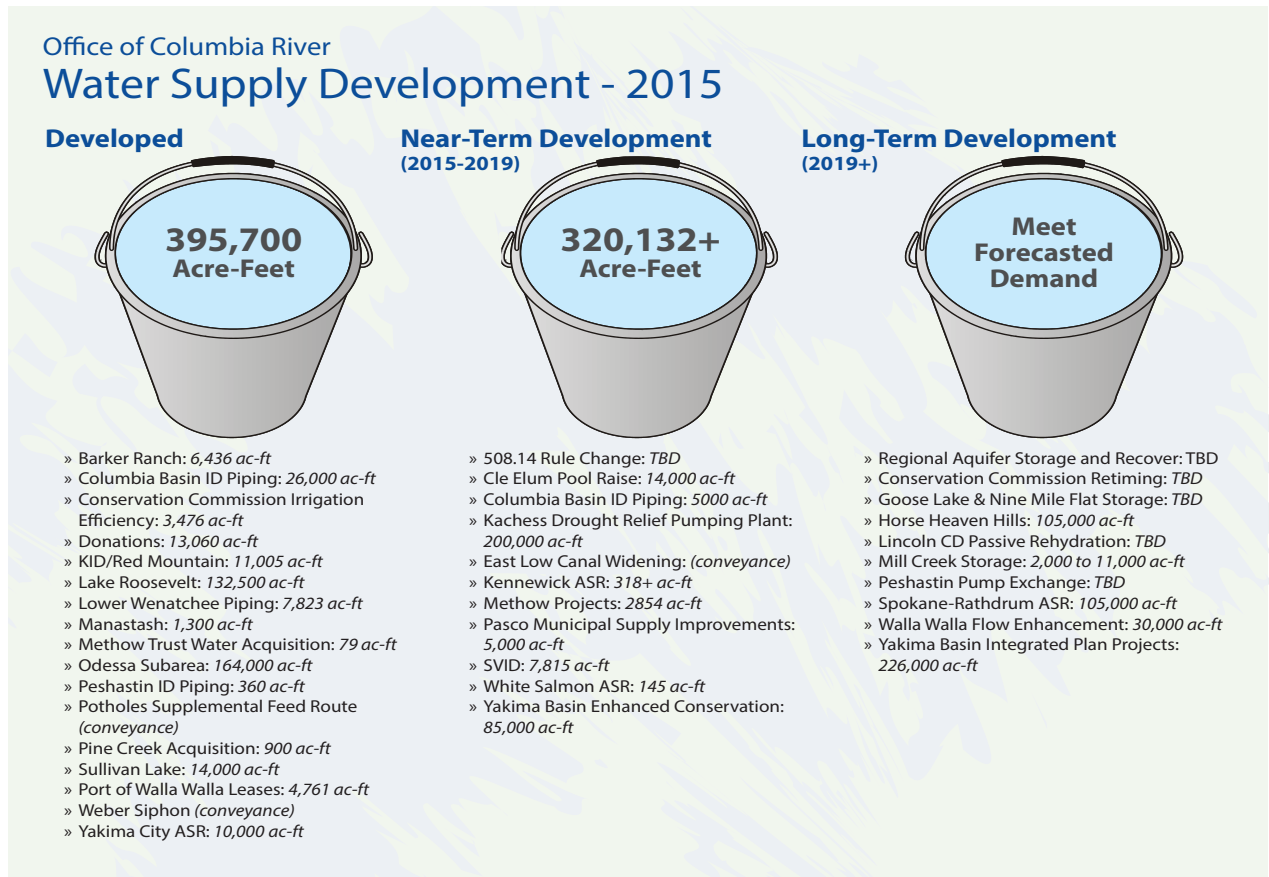 Office of Columbia River
Water Supply Development - 2015
Developed
395,700
Acre-Feet
» Barker Ranch: 6,436 ac-ft
» Columbia Basin ID Piping: 26,000 ac-ft
» Conservation Commission Irrigation
Efficiency: 3,476 ac-ft
» Donations: 13,060 ac-ft
» KID/Red Mountain: 11,005 ac-ft
» Lake Roosevelt: 132,500 ac-ft
» Lower Wenatchee Piping: 7,823 ac-ft
» Manastash: 1,300 ac-ft
» Methow Trust Water Acquisition: 79 ac-ft
» Odessa Subarea: 164,000 ac-ft
» Peshastin ID Piping: 360 ac-ft
» Potholes Supplemental Feed Route
(conveyance)
» Pine Creek Acquisition: 900 ac-ft
» Sullivan Lake: 14,000 ac-ft
» Port of Walla Walla Leases: 4,761 ac-ft
» Weber Siphon (conveyance)
» Yakima City ASR: 10,000 ac-ft
Near-Term Development
(2015-2019)
320,132+
Acre-Feet
» 508.14 Rule Change: TBD
» Cle Elum Pool Raise: 14,000 ac-ft
» Columbia Basin ID Piping: 5000 ac-ft
» Kachess Drought Relief Pumping Plant:
200,000 ac-ft
» East Low Canal Widening: (conveyance)
» Kennewick ASR: 318+ ac-ft
» Methow Projects: 2854 ac-ft
» Pasco Municipal Supply Improvements:
5,000 ac-ft
» SVID: 7,815 ac-ft
» White Salmon ASR: 145 ac-ft
» Yakima Basin Enhanced Conservation:
85,000 ac-ft
Long-Term Development
(2019+)
Meet
Forecasted
Demand
» Regional Aquifer Storage and Recover: TBD
» Conservation Commission Retiming: TBD
» Goose Lake & Nine Mile Flat Storage: TBD
» Horse Heaven Hills: 105,000 ac-ft
» Lincoln CD Passive Rehydration: TBD
» Mill Creek Storage: 2,000 to 11,000 ac-ft
» Peshastin Pump Exchange: TBD
» Spokane-Rathdrum ASR: 105,000 ac-ft
» Walla Walla Flow Enhancement: 30,000 ac-ft
» Yakima Basin Integrated Plan Projects:
226,000 ac-ft